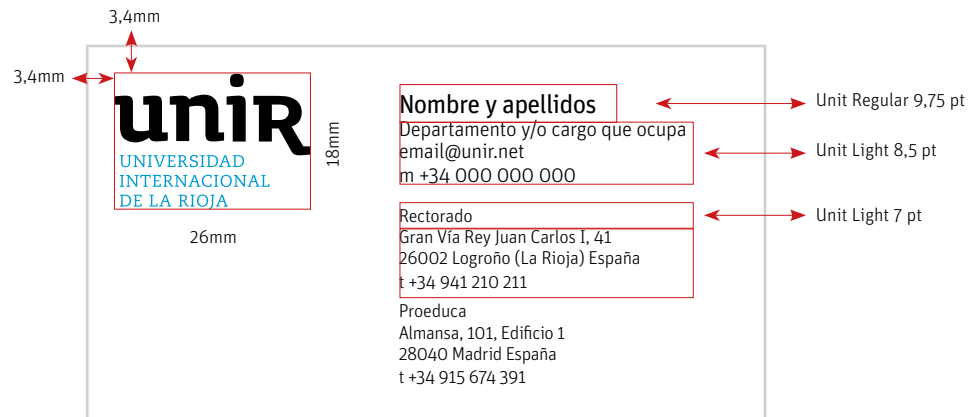 3,4mm
3,4mm
unir
UNIVERSIDAD
INTERNACIONAL
DE LA RIOJA
18mm
26mm
Nombre y apellidos
Departamento y/o cargo que ocupa
email@unir.net
m +34 000 000 000
Rectorado
Gran Vía Rey Juan Carlos I, 41
26002 Logroño (La Rioja) España
t +34 941 210 211
Proeduca
Almansa, 101, Edificio 1
28040 Madrid España
t +34 915 674 391
Unit Regular 9,75 pt
Unit Light 8,5 pt
Unit Light 7 pt